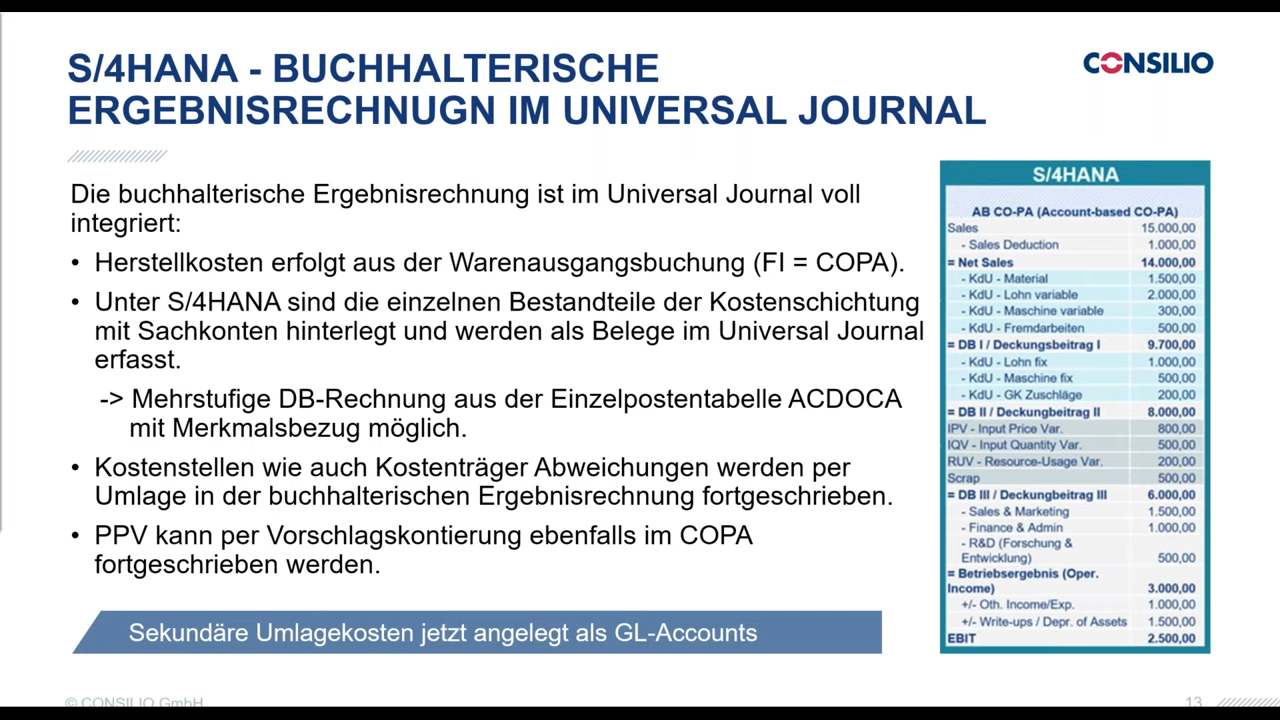 S/4HANA - BUCHHALTERISCHE
ERGEBNISRECHNUGN IM UNIVERSAL JOURNAL
CONSILIO
Die buchhalterische Ergebnisrechnung ist im Universal Journal voll
integriert:
• Herstellkosten erfolgt aus der Warenausgangsbuchung (FI = COPA).
• Unter S/4HANA sind die einzelnen Bestandteile der Kostenschichtung
mit Sachkonten hinterlegt und werden als Belege im Universal Journal
erfasst.
-> Mehrstufige DB-Rechnung aus der Einzelpostentabelle ACDOCA
mit Merkmalsbezug möglich.
• Kostenstellen wie auch Kostenträger Abweichungen werden per
Umlage in der buchhalterischen Ergebnisrechnung fortgeschrieben.
• PPV kann per Vorschlagskontierung ebenfalls im COPA
fortgeschrieben werden.
Sekundäre Umlagekosten jetzt angelegt als GL-Accounts
S/4HANA
AB CO-PA (Account-based CO-PA)
Sales 15.000,00
- Sales Deduction 1.000,00
= Net Sales 14.000,00
- KdU - Material 1.500,00
- KdU - Lohn variable 2.000,00
- KdU - Maschine variable 300,00
- KdU - Fremdarbeiten 500,00
= DB I / Deckungsbeitrag I 9.700,00
- KdU - Lohn fix 1.000,00
- KdU - Maschine fix 500,00
- KdU - GK Zuschläge 200,00
= DB II / Deckungsbeitrag II 8.000,00
IPV - Input Price Var. 800,00
IQV - Input Quantity Var. 500,00
RUV - Resource-Usage Var. 200,00
Scrap 500,00
= DB III / Deckungsbeitrag III 6.000,00
- Sales & Marketing 1.500,00
- Finance & Admin 1.000,00
- R&D (Forschung &
Entwicklung) 500,00
= Betriebsergebnis (Oper.
Income) 3.000,00
+/- Oth. Income/Exp. 1.000,00
+/- Write-ups / Depr. of Assets 1.500,00
EBIT 2.500,00
© CONSILIO GmbH
13